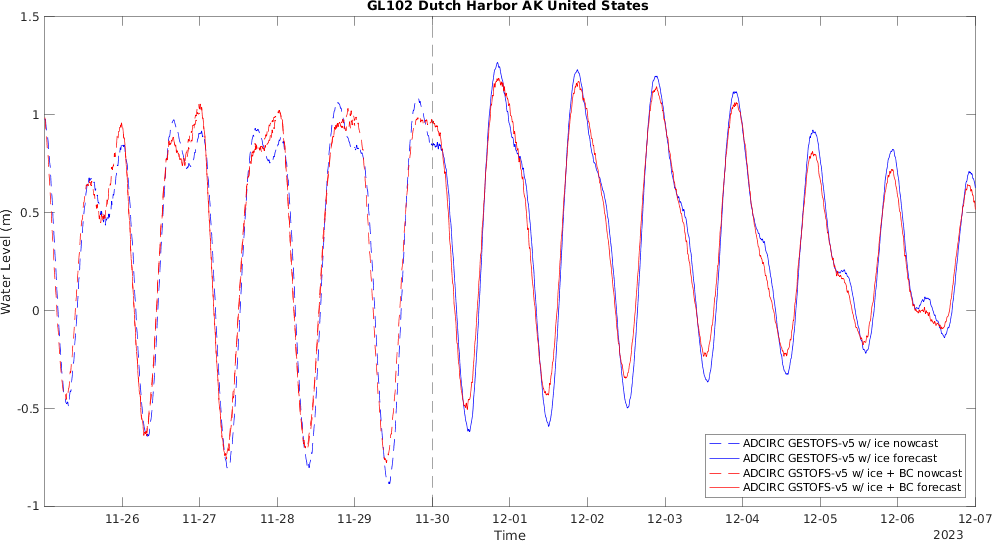 GL102 Dutch Harbor AK United States
1.5
1
0.5
0
-0.5
-1
Water Level (m)
ADCIRC GESTOFS-v5 w/ ice nowcast
ADCIRC GESTOFS-v5 w/ ice forecast
ADCIRC GSTOFS-v5 w/ ice + BC nowcast
ADCIRC GSTOFS-v5 w/ ice + BC forecast
11-26 11-27 11-28 11-29 11-30 12-01 12-02 12-03 12-04 12-05 12-06 12-07
Time
2023